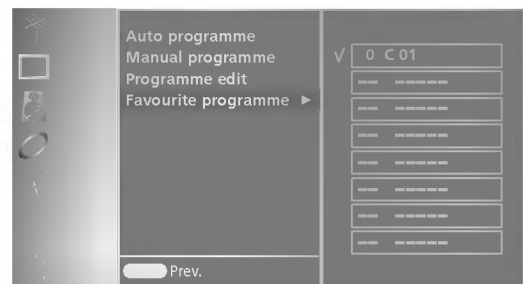 Auto programme
Manual programme
Programme edit
Favourite programme ►
√ 0 C 01
-- -----
-- -----
-- -----
-- -----
-- -----
-- -----
-- -----
Prev.